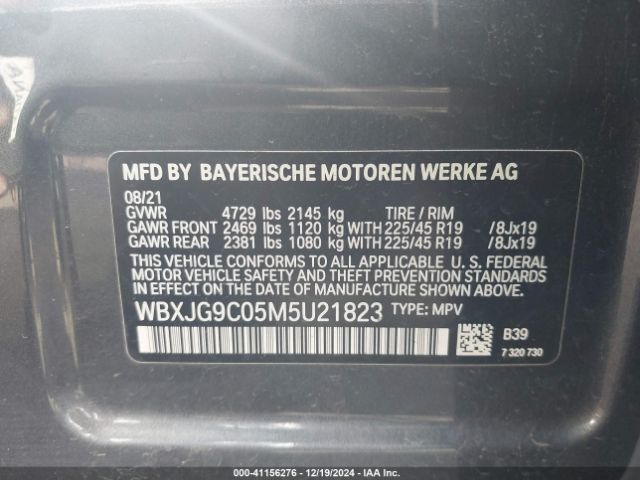 MFD BY BAYERISCHE MOTOREN WERKE AG
08/21
GVWR 4729 lbs 2145 kg TIRE / RIM
GAWR FRONT 2469 lbs 1120 kg WITH 225/45 R19 /8Jx19
GAWR REAR 2381 lbs 1080 kg WITH 225/45 R19 /8Jx19
THIS VEHICLE CONFORMS TO ALL APPLICABLE U. S. FEDERAL
MOTOR VEHICLE SAFETY, BUMPER, AND THEFT PREVENTION
STANDARDS IN EFFECT ON THE DATE OF MANUFACTURE
SHOWN ABOVE.
WBXJG9C05M5U21823 TYPE: MPV
B39
7 320 730
000-41156276 - 12/19/2024 - IAA Inc.